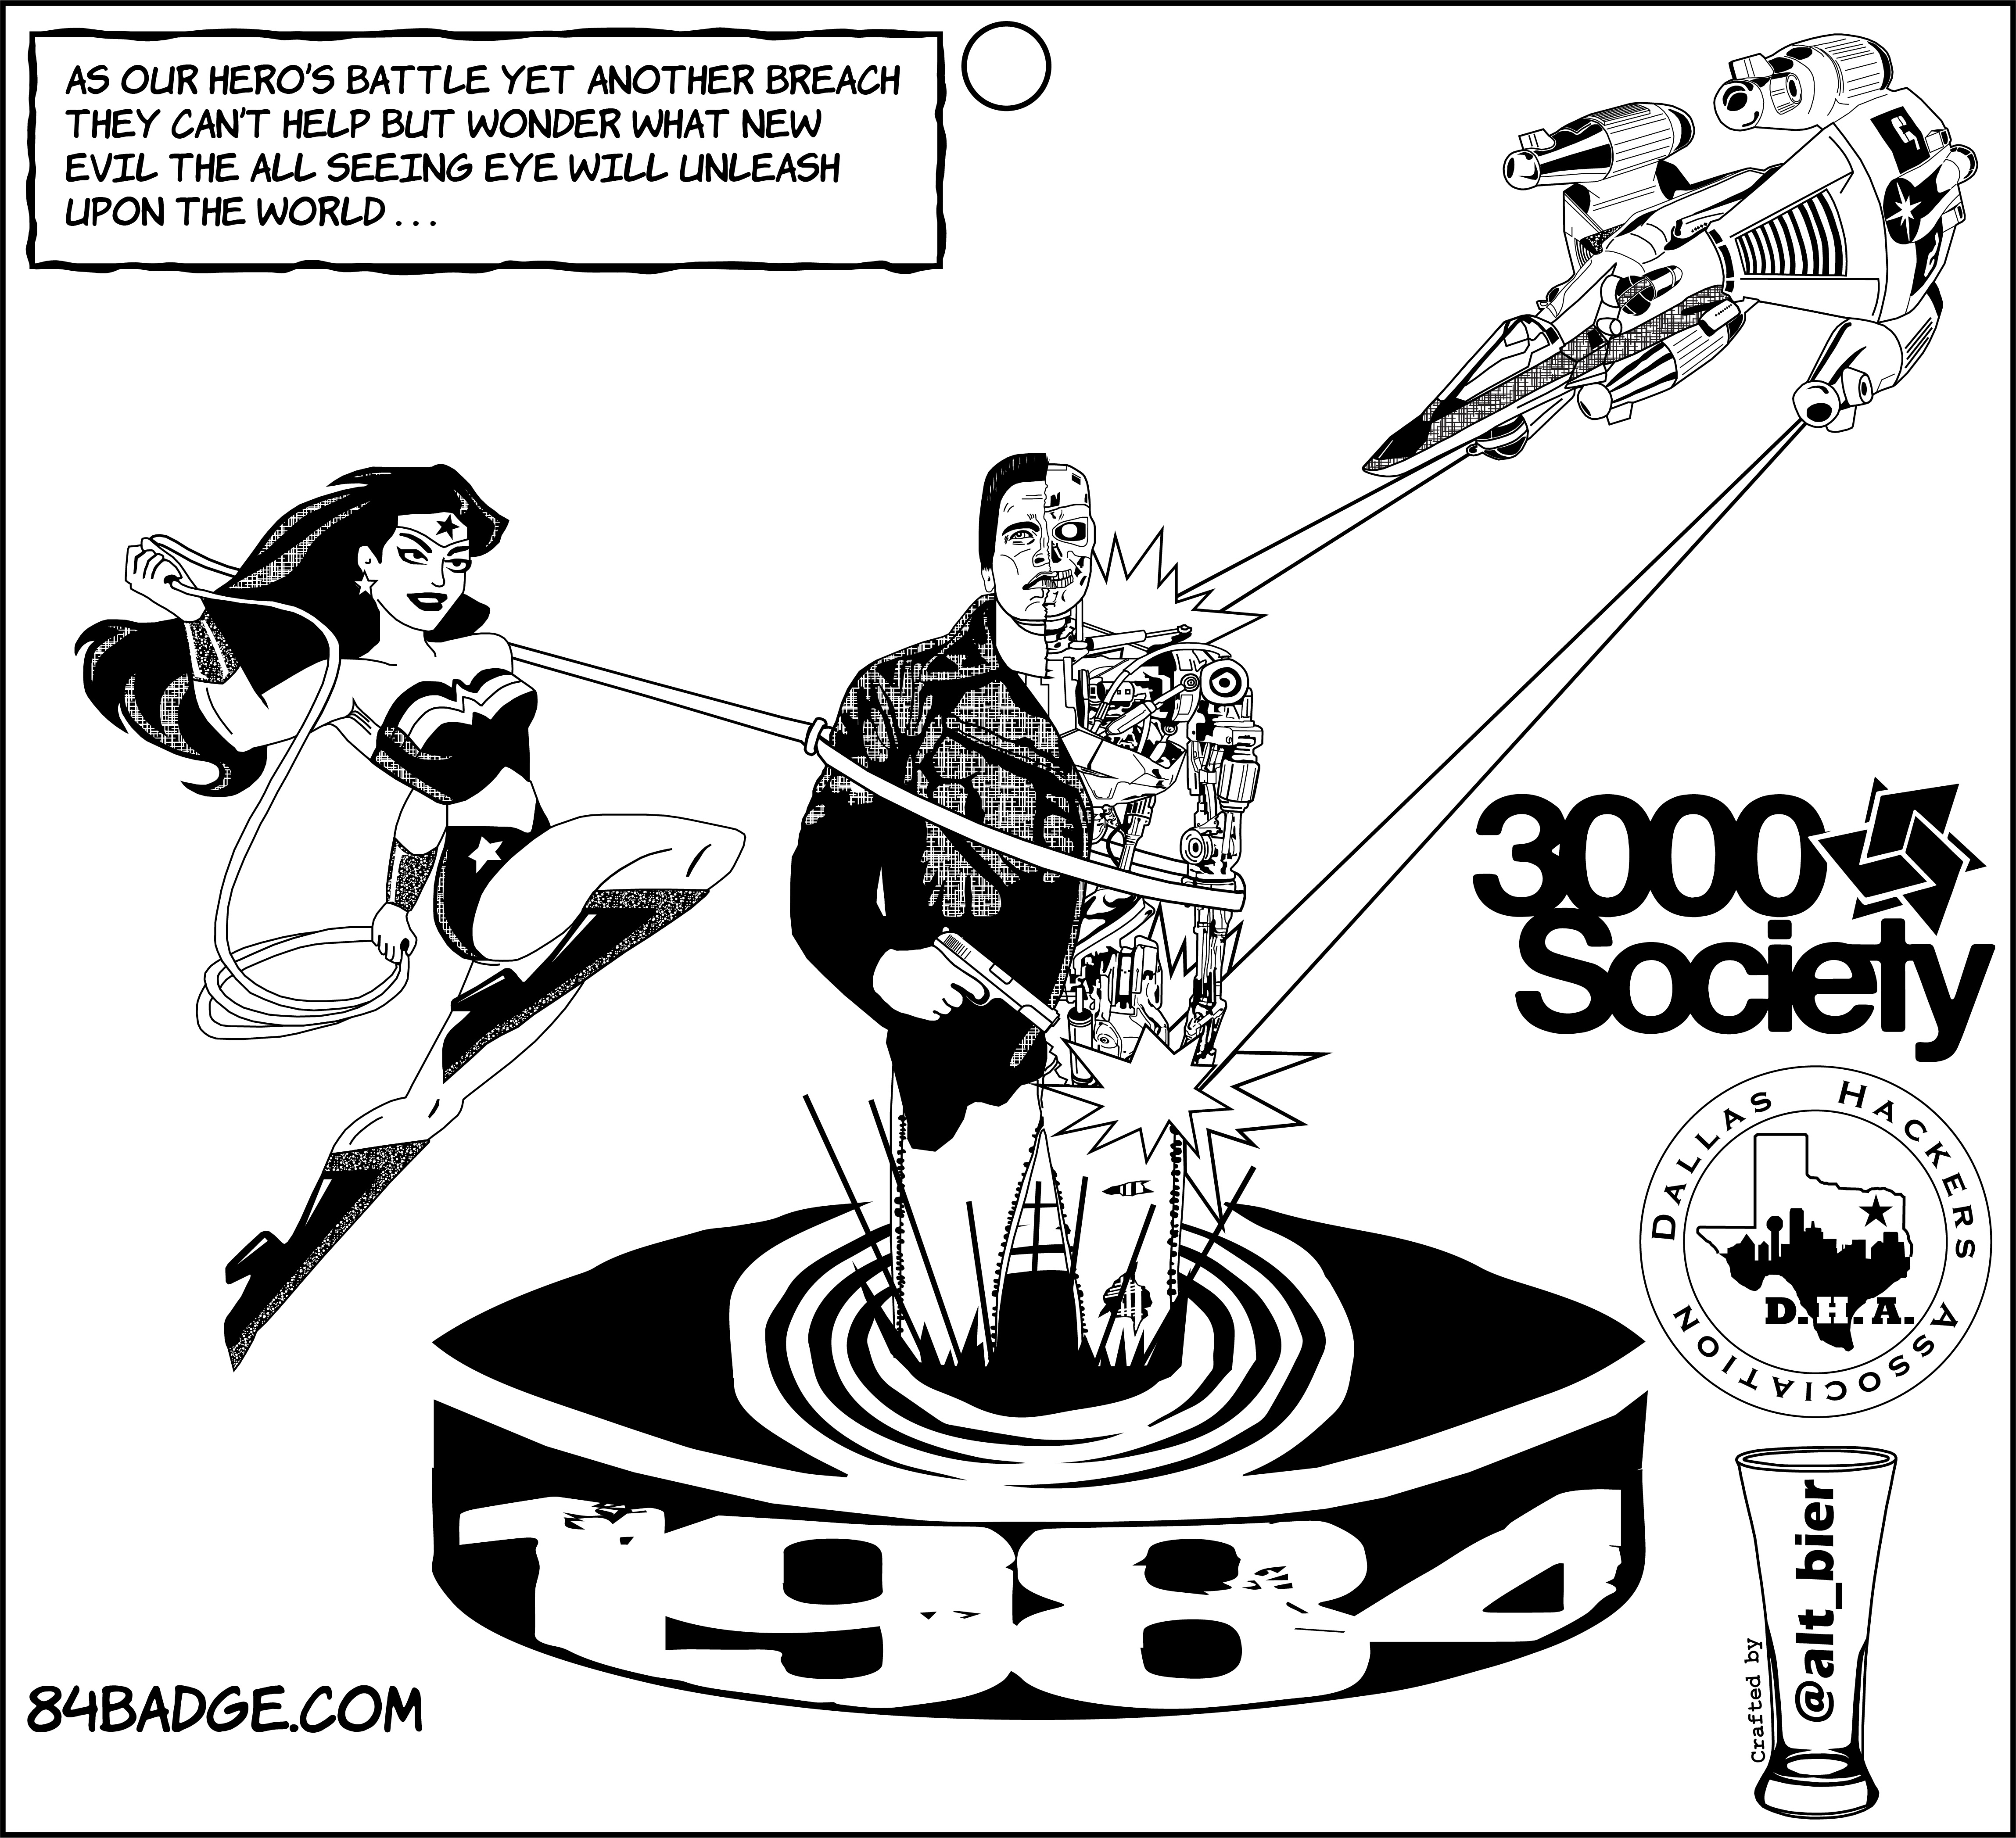 AS OUR HERO'S BATTLE YET ANOTHER BREACH
THEY CAN'T HELP BUT WONDER WHAT NEW
EVIL THE ALL SEEING EYE WILL UNLEASH
UPON THE WORLD . . .
3000
Society
DALLAS HACKERS ASSOCIATION
D.H.A.
1984
Crafted by
@alt_bier
84BADGE.COM